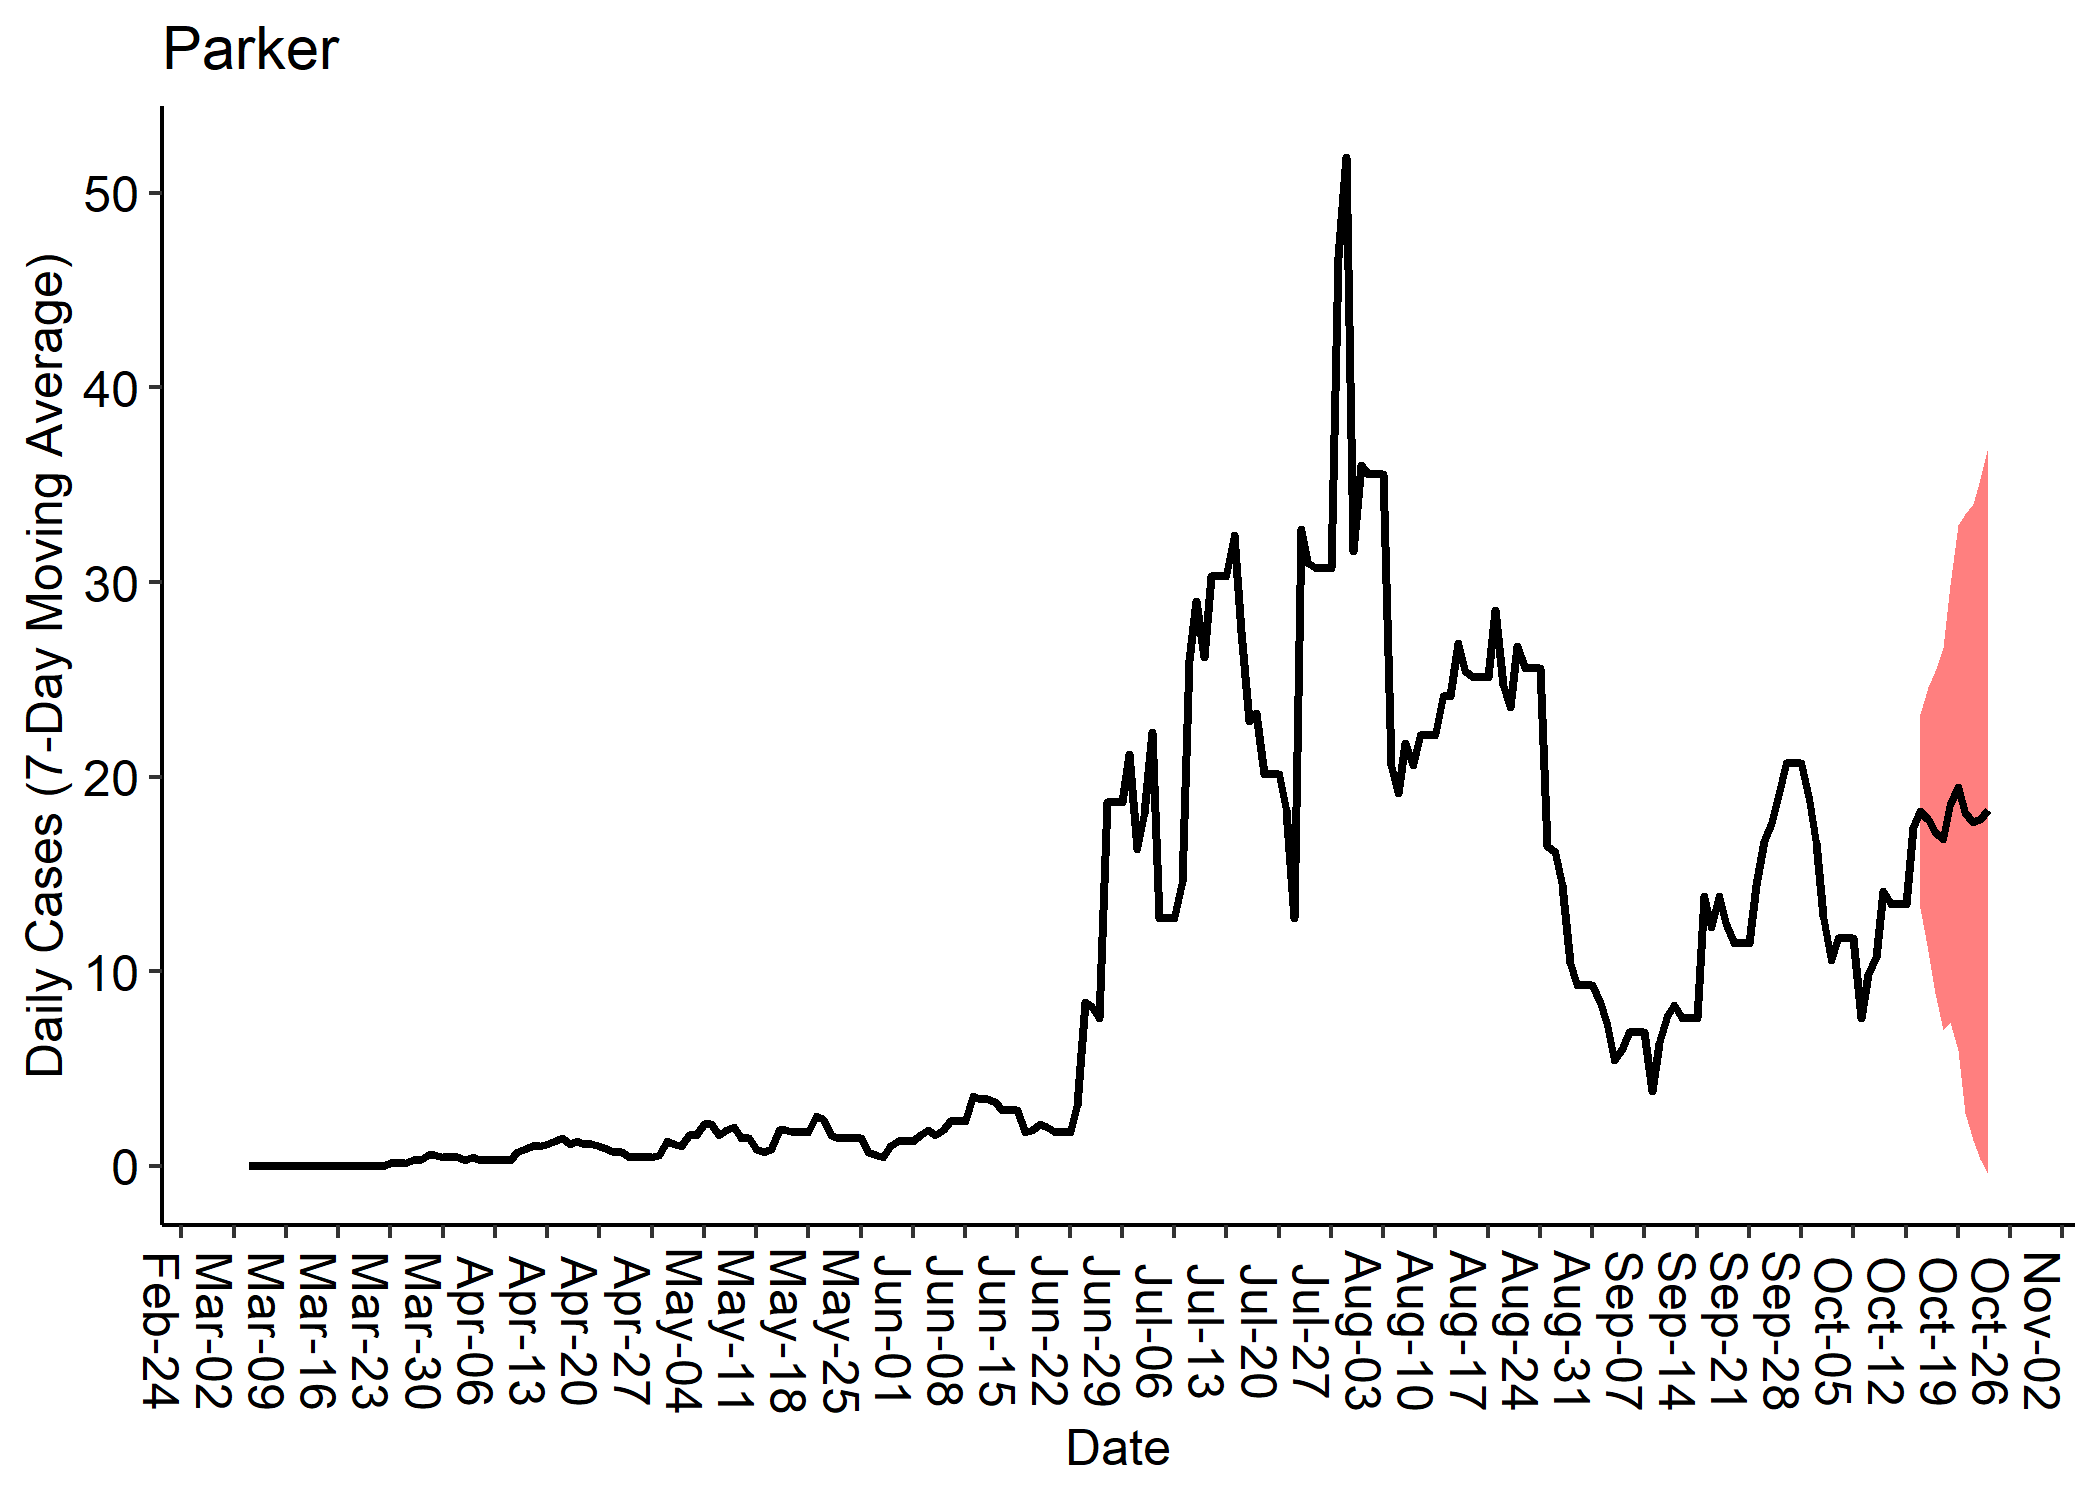 Parker
Daily Cases (7-Day Moving Average)
50
40
30
20
10
0
Feb-24
Mar-02
Mar-09
Mar-16
Mar-23
Mar-30
Apr-06
Apr-13
Apr-20
Apr-27
May-04
May-11
May-18
May-25
Jun-01
Jun-08
Jun-15
Jun-22
Jun-29
Jul-06
Jul-13
Jul-20
Jul-27
Aug-03
Aug-10
Aug-17
Aug-24
Aug-31
Sep-07
Sep-14
Sep-21
Sep-28
Oct-05
Oct-12
Oct-19
Oct-26
Nov-02
Date